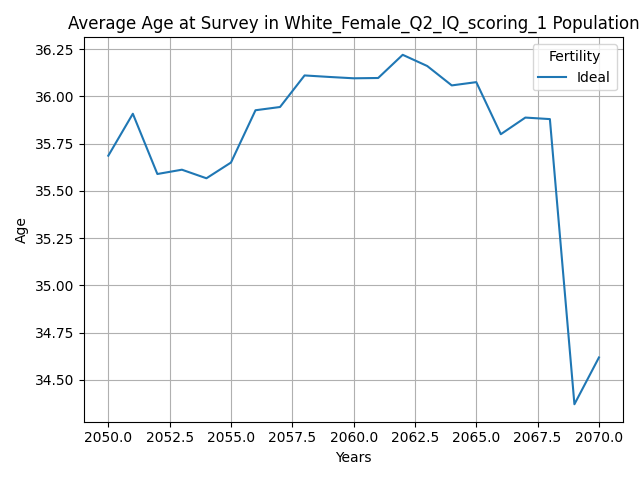 Average Age at Survey in White_Female_Q2_IQ_scoring_1 Population
Fertility
Ideal
Age
36.25
36.00
35.75
35.50
35.25
35.00
34.75
34.50
2050.0 2052.5 2055.0 2057.5 2060.0 2062.5 2065.0 2067.5 2070.0
Years